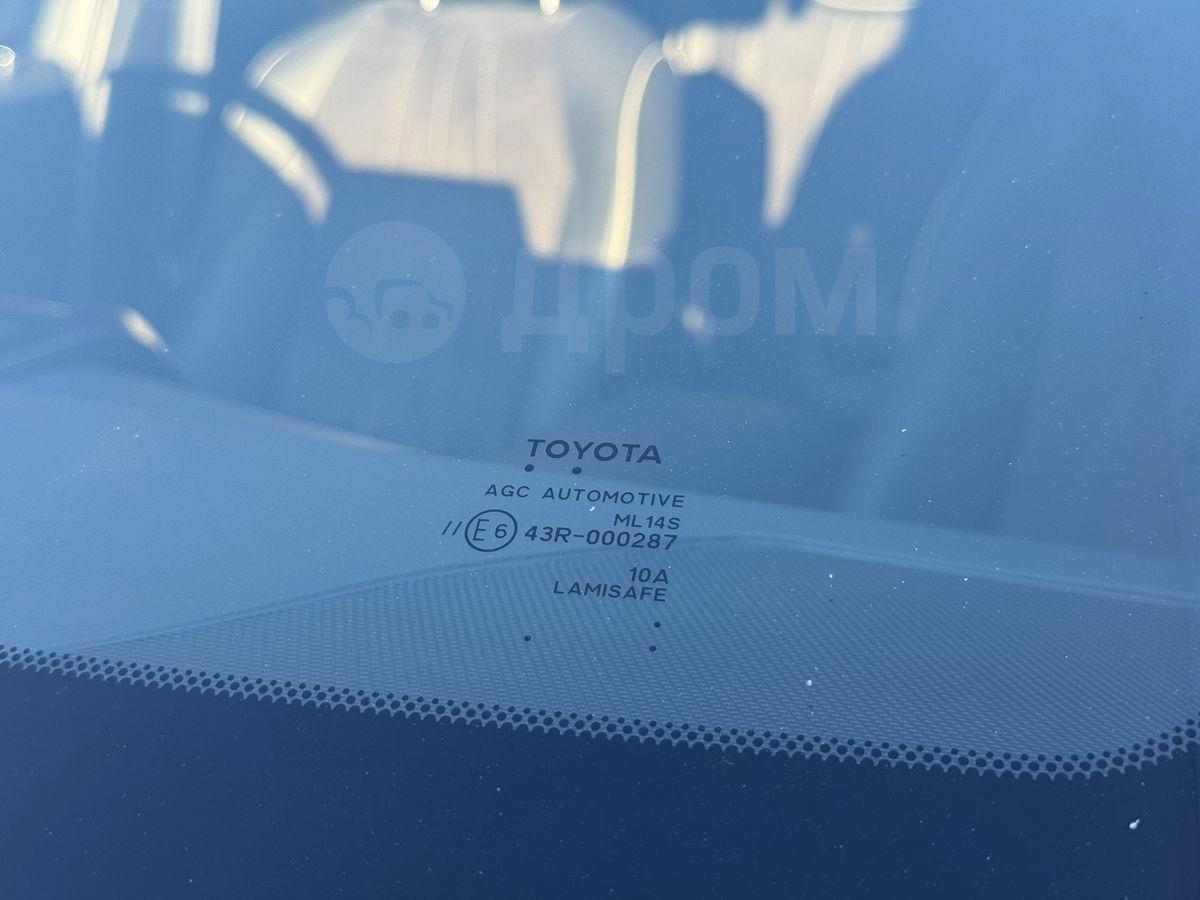 дром
TOYOTA
AGC AUTOMOTIVE
ML14S
// E6 43R-000287
10A
LAMISAFE